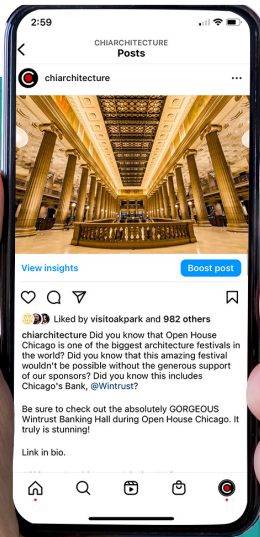 2:59
CHIARCHITECTURE
Posts
chiarchitecture
View insights
Boost post
Liked by visitoakpark and 982 others
chiarchitecture Did you know that Open House
Chicago is one of the biggest architecture festivals in
the world? Did you know that this amazing festival
wouldn't be possible without the generous support
of our sponsors? Did you know this includes
Chicago's Bank, @Wintrust?
Be sure to check out the absolutely GORGEOUS
Wintrust Banking Hall during Open House Chicago. It
truly is stunning!
Link in bio.